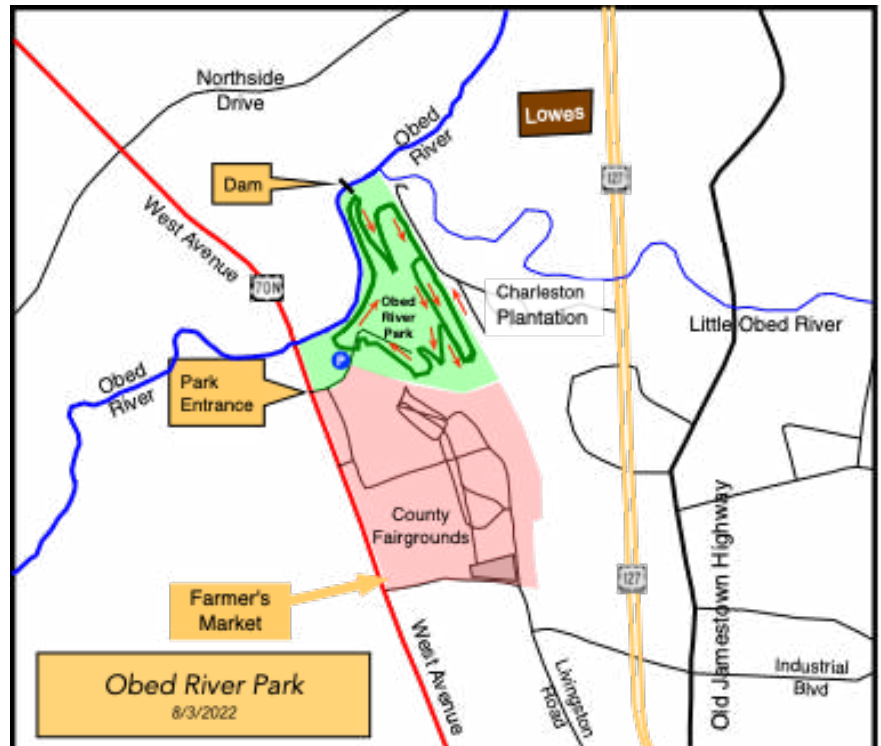 Northside
Drive
Obed
River
Lowes
127
Dam
West Avenue
70N
Obed
River
Park
Charleston
Plantation
Little Obed River
P
Obed
River
Park
Entrance
County
Fairgrounds
Old Jamestown Highway
127
Farmer's
Market
West Avenue
Livingston
Road
Industrial
Blvd
Obed River Park
8/3/2022